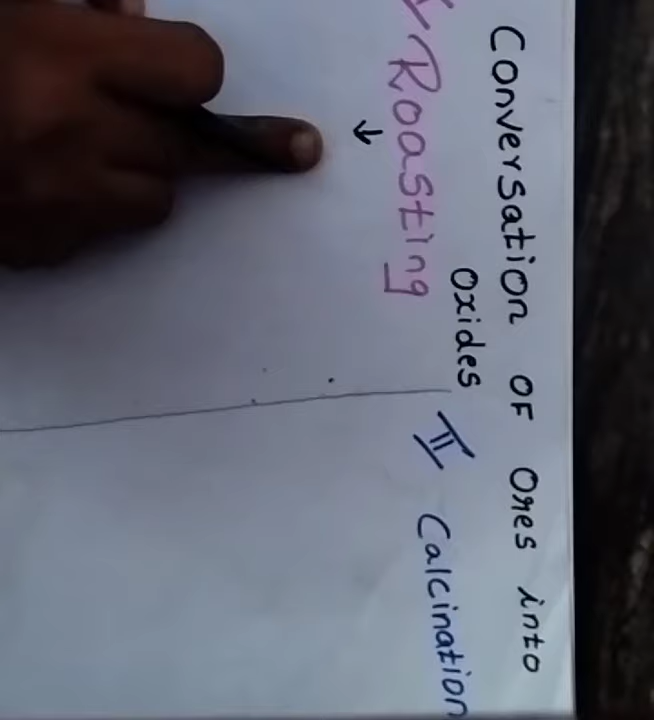 Conversation OF Ores into
oxides
Roasting
↓
II Calcination